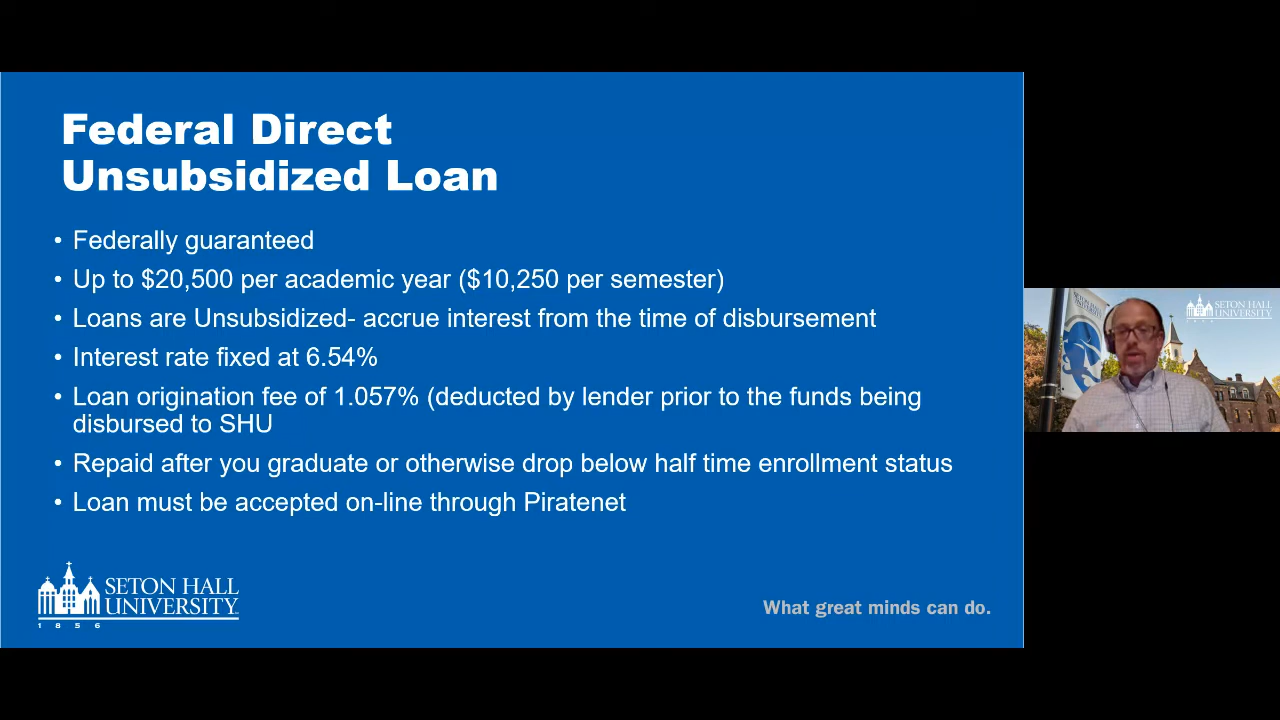 Federal Direct
Unsubsidized Loan
• Federally guaranteed
• Up to $20,500 per academic year ($10,250 per semester)
• Loans are Unsubsidized- accrue interest from the time of disbursement
• Interest rate fixed at 6.54%
• Loan origination fee of 1.057% (deducted by lender prior to the funds being
disbursed to SHU
• Repaid after you graduate or otherwise drop below half time enrollment status
• Loan must be accepted on-line through Piratenet
SETON HALL
UNIVERSITY
1856
What great minds can do.
SETON HALL
UNIVERSITY